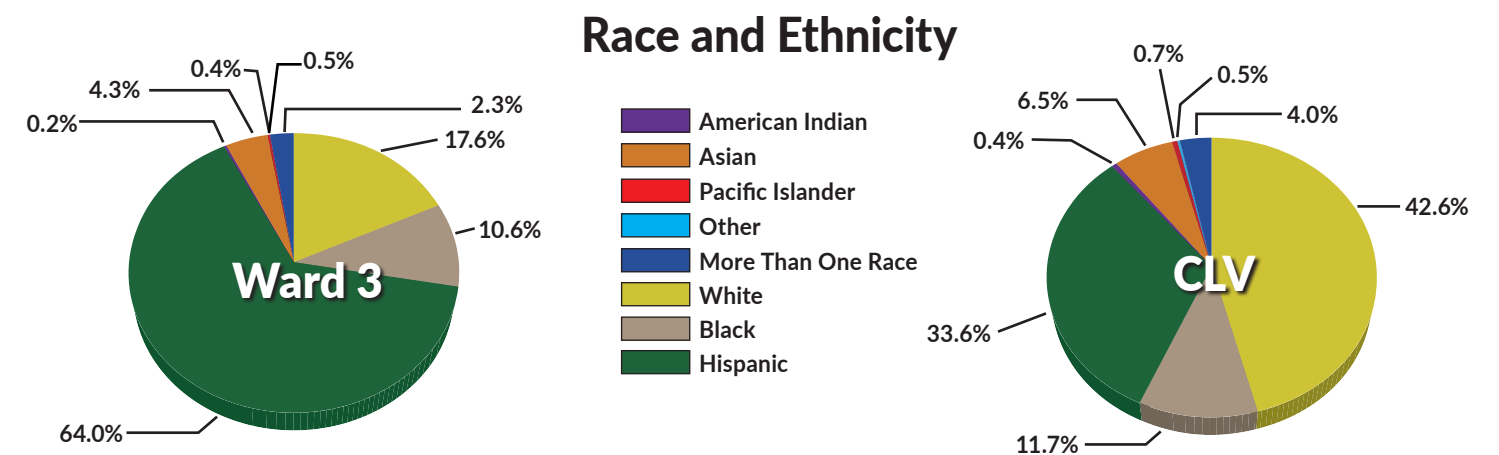 Race and Ethnicity
0.5%
0.4%
4.3%
2.3%
0.2%
17.6%
10.6%
Ward 3
64.0%
American Indian
Asian
Pacific Islander
Other
More Than One Race
White
Black
Hispanic
0.7%
0.5%
6.5%
4.0%
0.4%
42.6%
CLV
33.6%
11.7%